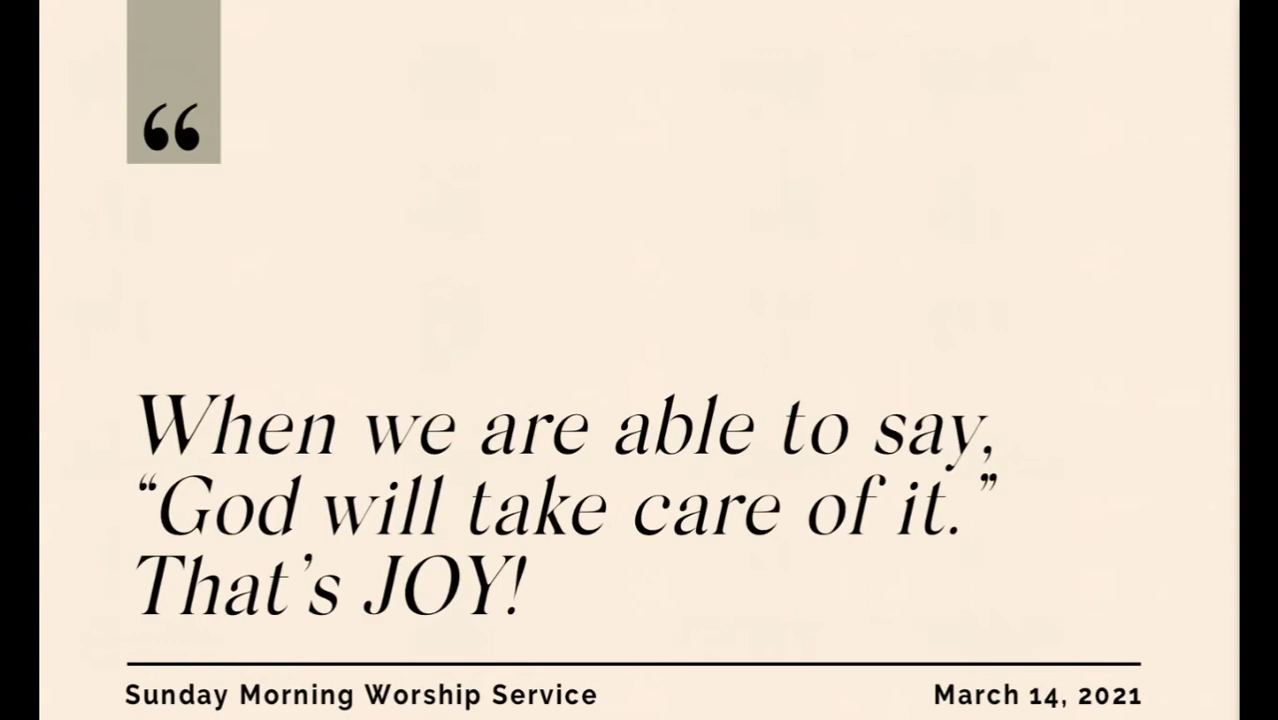 “
When we are able to say,
“God will take care of it.”
That’s JOY!
Sunday Morning Worship Service
March 14, 2021